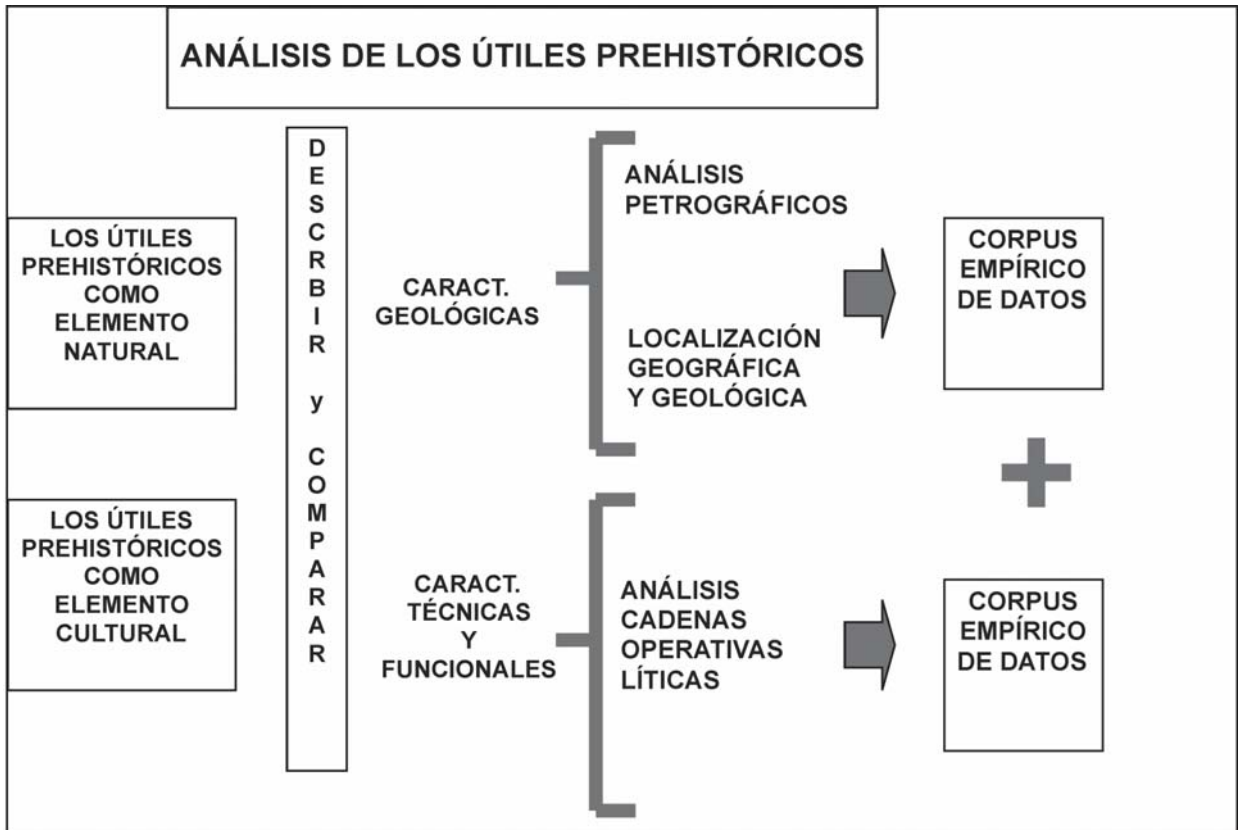 ANÁLISIS DE LOS ÚTILES PREHISTÓRICOS
LOS ÚTILES
PREHISTÓRICOS
COMO
ELEMENTO
NATURAL
LOS ÚTILES
PREHISTÓRICOS
COMO
ELEMENTO
CULTURAL
DESCRBIR y COMPARAR
CARACT.
GEOLÓGICAS
ANÁLISIS
PETROGRÁFICOS
LOCALIZACIÓN
GEOGRÁFICA
Y GEOLÓGICA
CORPUS
EMPÍRICO
DE DATOS
+
CARACT.
TÉCNICAS
Y
FUNCIONALES
ANÁLISIS
CADENAS
OPERATIVAS
LÍTICAS
CORPUS
EMPÍRICO
DE DATOS